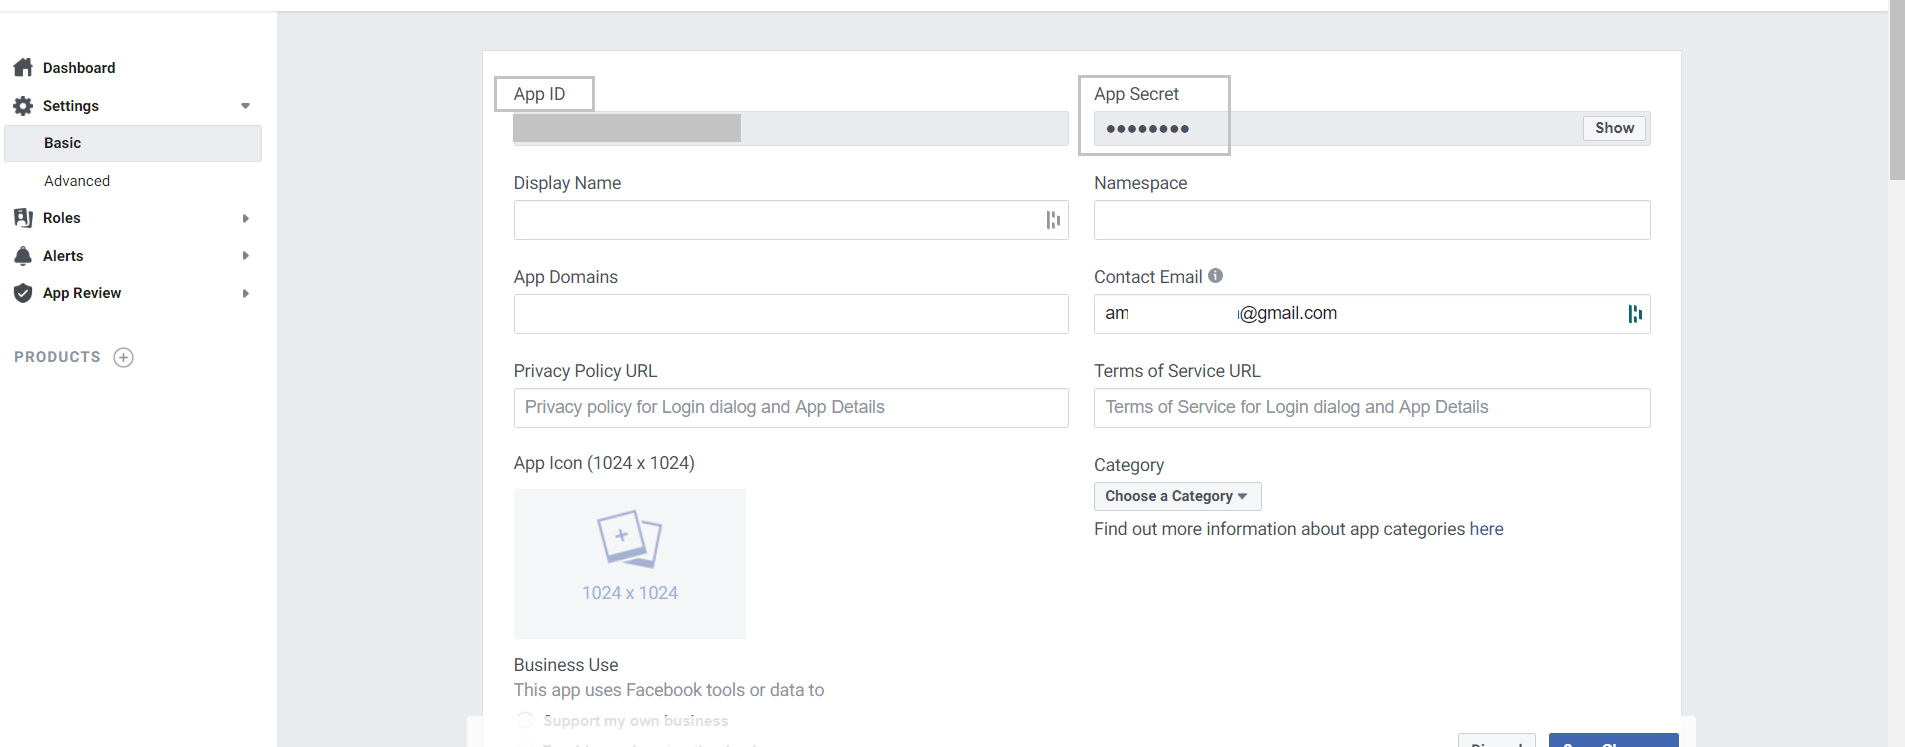 Dashboard
Settings
Basic
Advanced
Roles
Alerts
App Review
PRODUCTS
App ID
App Secret
●●●●●●●●
Show
Display Name
Namespace
App Domains
Contact Email
am @gmail.com
Privacy Policy URL
Terms of Service URL
Privacy policy for Login dialog and App Details
Terms of Service for Login dialog and App Details
App Icon (1024 x 1024)
Category
Choose a Category
Find out more information about app categories here
1024 x 1024
Business Use
This app uses Facebook tools or data to
Support my own business